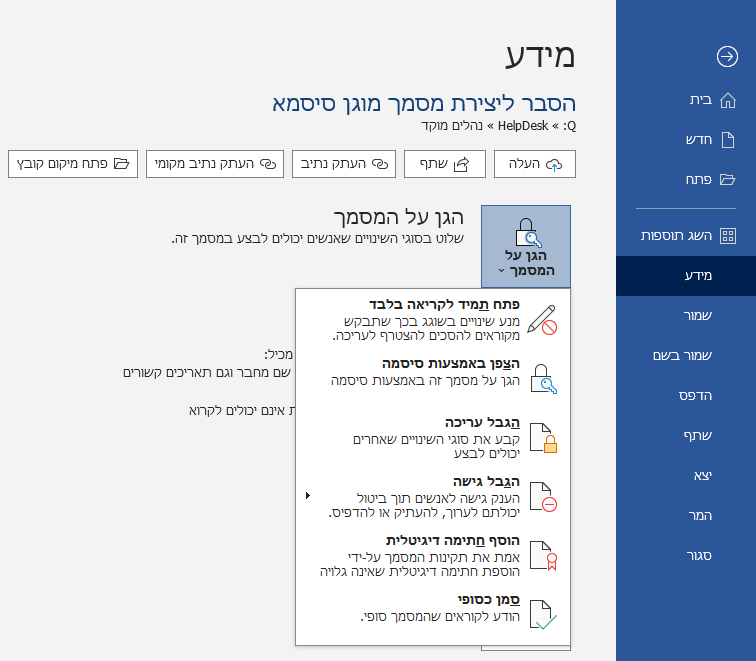 מידע
הסבר ליצירת מסמך מוגן סיסמא
Q: » HelpDesk » נהלים מוקד
העלה
שתף
העתק נתיב
העתק נתיב מקומי
פתח מיקום קובץ
הגן על
המסמך
הגן על המסמך
שלוט בסוגי השינויים שאנשים יכולים לבצע במסמך זה.
פתח תמיד לקריאה בלבד
מנע שינויים בשוגג בכך שתבקש
מקוראים להסכים להצטרף לעריכה.
הצפן באמצעות סיסמה
הגן על מסמך זה באמצעות סיסמה
הגבל עריכה
קבע את סוגי השינויים שאחרים
יכולים לבצע
הגבל גישה
הענק גישה לאנשים תוך ביטול
יכולתם לערוך, להעתיק או להדפיס.
הוסף חתימה דיגיטלית
אמת את תקינות המסמך על-ידי
הוספת חתימה דיגיטלית שאינה גלויה
סמן כסופי
הודע לקוראים שהמסמך סופי.
מכיל:
שם מחבר וגם תאריכים קשורים
ת אינם יכולים לקרוא
בית
חדש
פתח
השג תוספות
מידע
שמור
שמור בשם
הדפס
שתף
יצא
המר
סגור